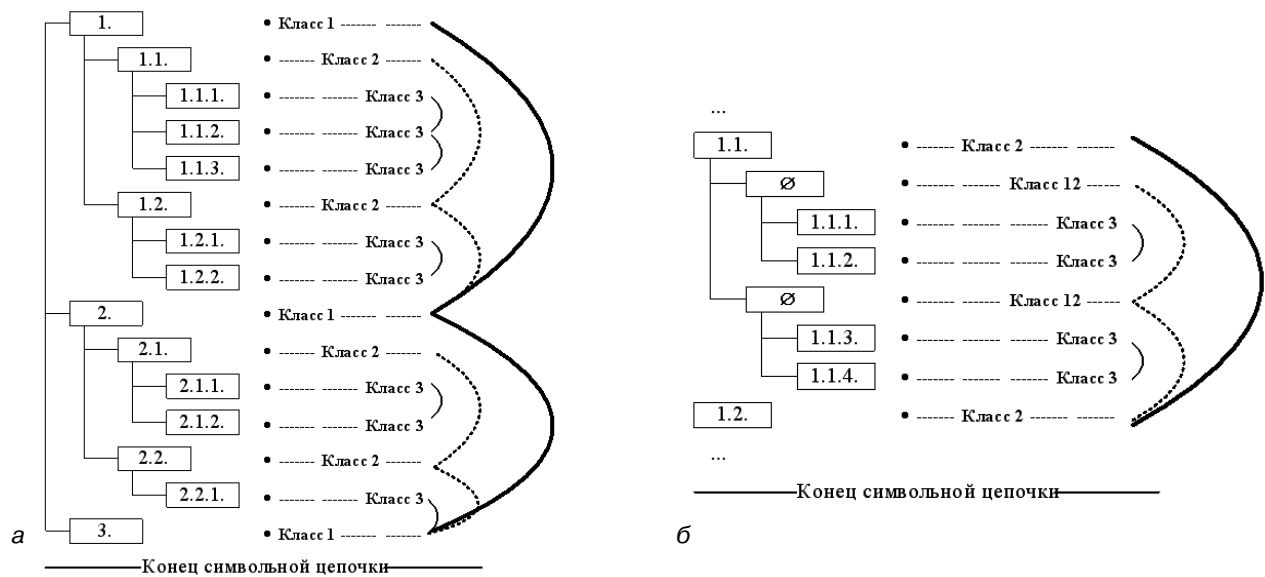 1. • Класс 1 ------ ------
1.1. • ------ Класс 2 ------
1.1.1. • ------ ------ Класс 3
1.1.2. • ------ ------ Класс 3
1.1.3. • ------ ------ Класс 3
1.2. • ------ Класс 2 ------
1.2.1. • ------ ------ Класс 3
1.2.2. • ------ ------ Класс 3
2. • Класс 1 ------ ------
2.1. • ------ Класс 2 ------
2.1.1. • ------ ------ Класс 3
2.1.2. • ------ ------ Класс 3
2.2. • ------ Класс 2 ------
2.2.1. • ------ ------ Класс 3
3. • Класс 1 ------ ------
а
Конец символьной цепочки
...
1.1. • ------ Класс 2 ------ ------
∅ • ------ ------ Класс 12 ------
1.1.1. • ------ ------ ------ Класс 3
1.1.2. • ------ ------ ------ Класс 3
∅ • ------ ------ Класс 12 ------
1.1.3. • ------ ------ ------ Класс 3
1.1.4. • ------ ------ ------ Класс 3
1.2. • ------ Класс 2 ------ ------
...
Конец символьной цепочки
б